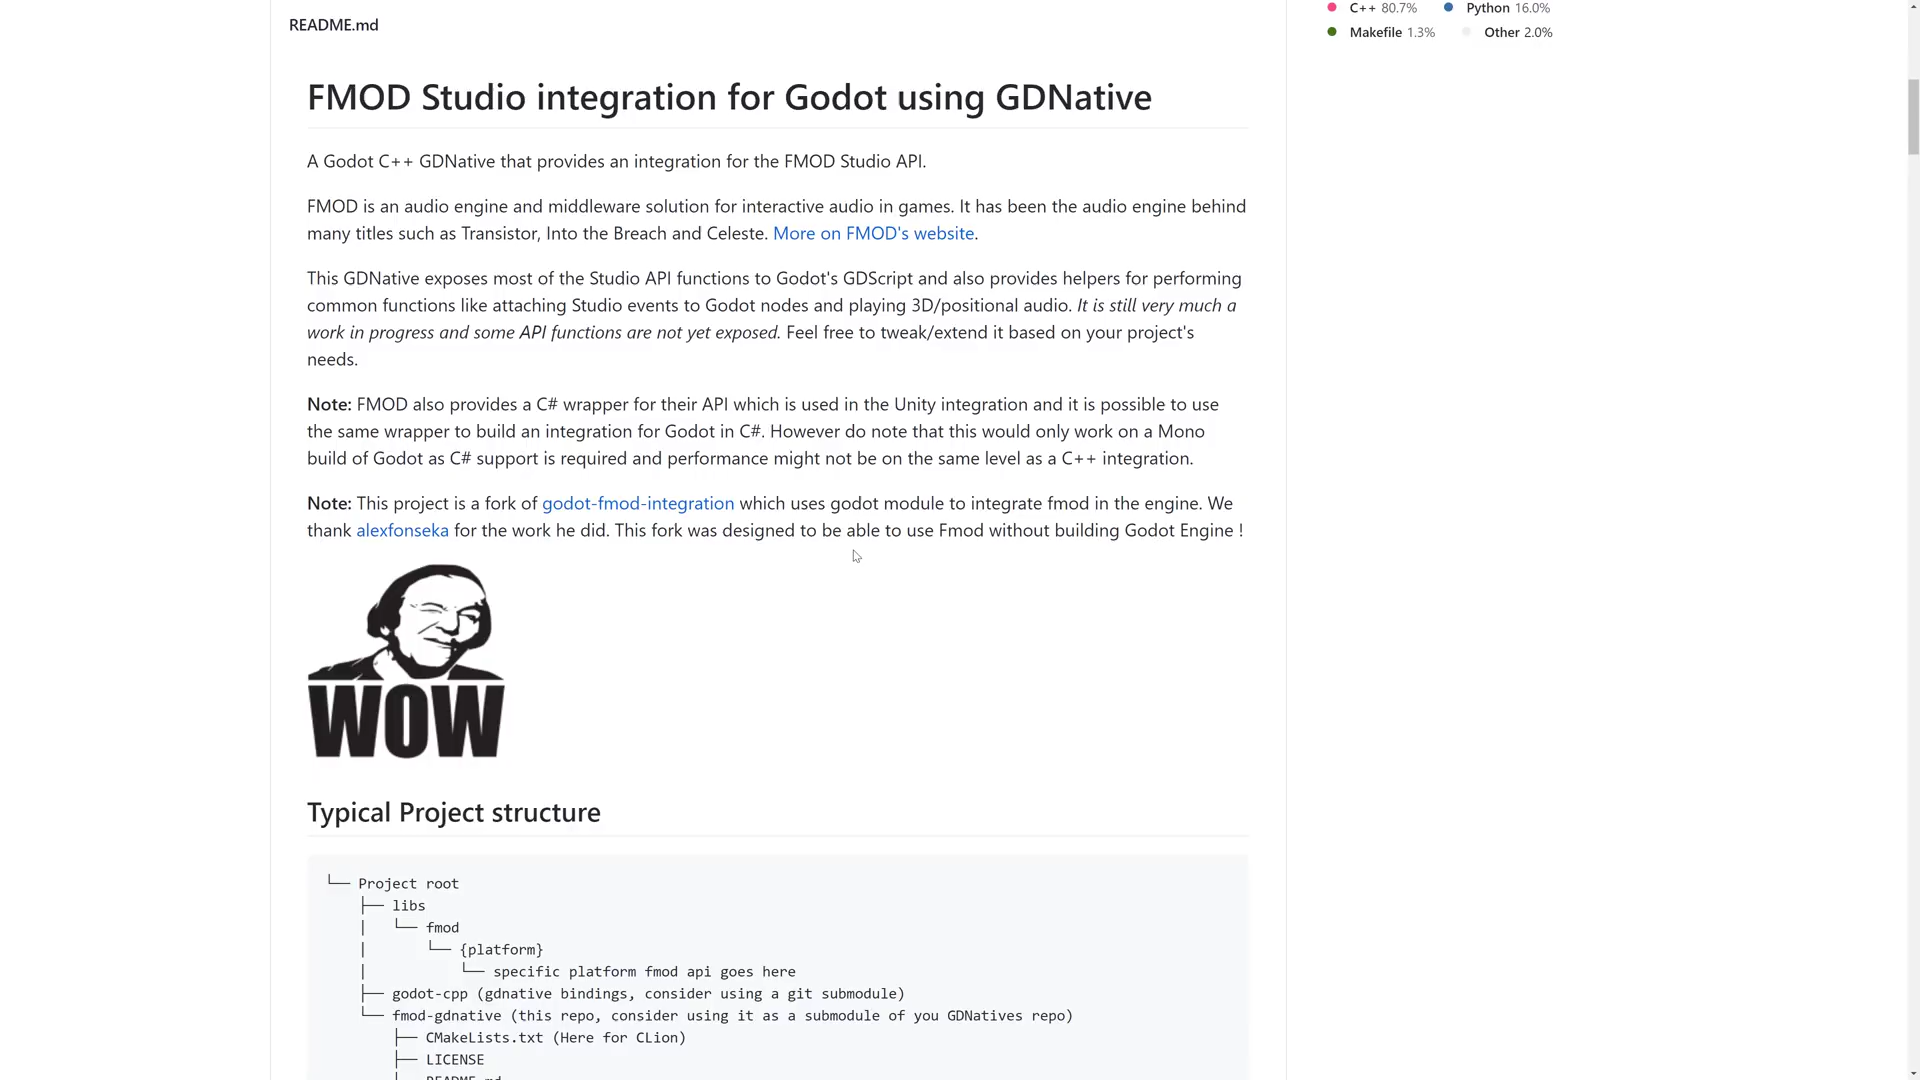 README.md
C++ 80.7% Python 16.0%
Makefile 1.3% Other 2.0%
FMOD Studio integration for Godot using GDNative
A Godot C++ GDNative that provides an integration for the FMOD Studio API.
FMOD is an audio engine and middleware solution for interactive audio in games. It has been the audio engine behind
many titles such as Transistor, Into the Breach and Celeste. More on FMOD's website.
This GDNative exposes most of the Studio API functions to Godot's GDScript and also provides helpers for performing
common functions like attaching Studio events to Godot nodes and playing 3D/positional audio. It is still very much a
work in progress and some API functions are not yet exposed. Feel free to tweak/extend it based on your project's
needs.
Note: FMOD also provides a C# wrapper for their API which is used in the Unity integration and it is possible to use
the same wrapper to build an integration for Godot in C#. However do note that this would only work on a Mono
build of Godot as C# support is required and performance might not be on the same level as a C++ integration.
Note: This project is a fork of godot-fmod-integration which uses godot module to integrate fmod in the engine. We
thank alexfonseka for the work he did. This fork was designed to be able to use Fmod without building Godot Engine !
WOW
Typical Project structure
└── Project root
├── libs
│ └── fmod
│ └── {platform}
│ └── specific platform fmod api goes here
├── godot-cpp (gdnative bindings, consider using a git submodule)
└── fmod-gdnative (this repo, consider using it as a submodule of you GDNatives repo)
├── CMakeLists.txt (Here for CLion)
├── LICENSE
├── README.md